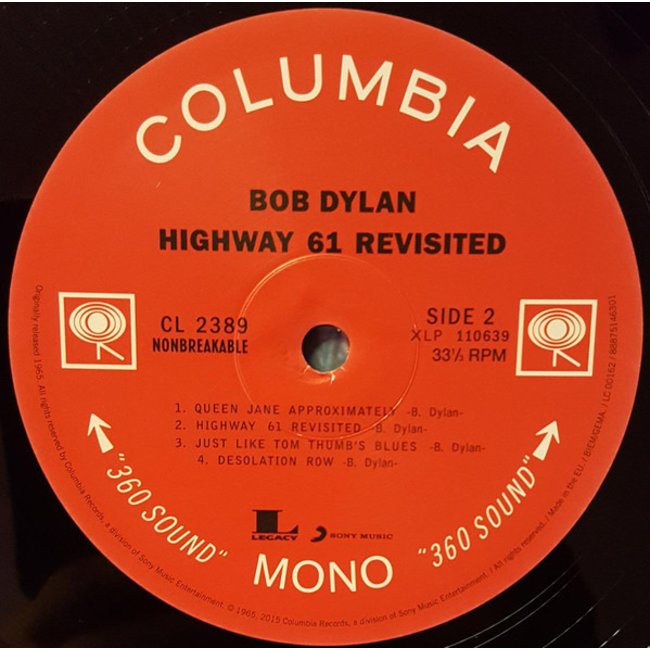 COLUMBIA
BOB DYLAN
HIGHWAY 61 REVISITED
CL 2389
NONBREAKABLE
SIDE 2
XLP 110639
33⅓ RPM
1. QUEEN JANE APPROXIMATELY -B. Dylan-
2. HIGHWAY 61 REVISITED -B. Dylan-
3. JUST LIKE TOM THUMB'S BLUES -B. Dylan-
4. DESOLATION ROW -B. Dylan-
L
LEGACY
SONY MUSIC
"360 SOUND"
MONO
"360 SOUND"
Originally released 1965. All rights reserved by Columbia Records, a division of Sony Music Entertainment. © 1965, 2015 Columbia Records, a division of Sony Music Entertainment. / All rights reserved. / Made in the EU. / BIEM/GEMA. / LC 00162 / 88875146301